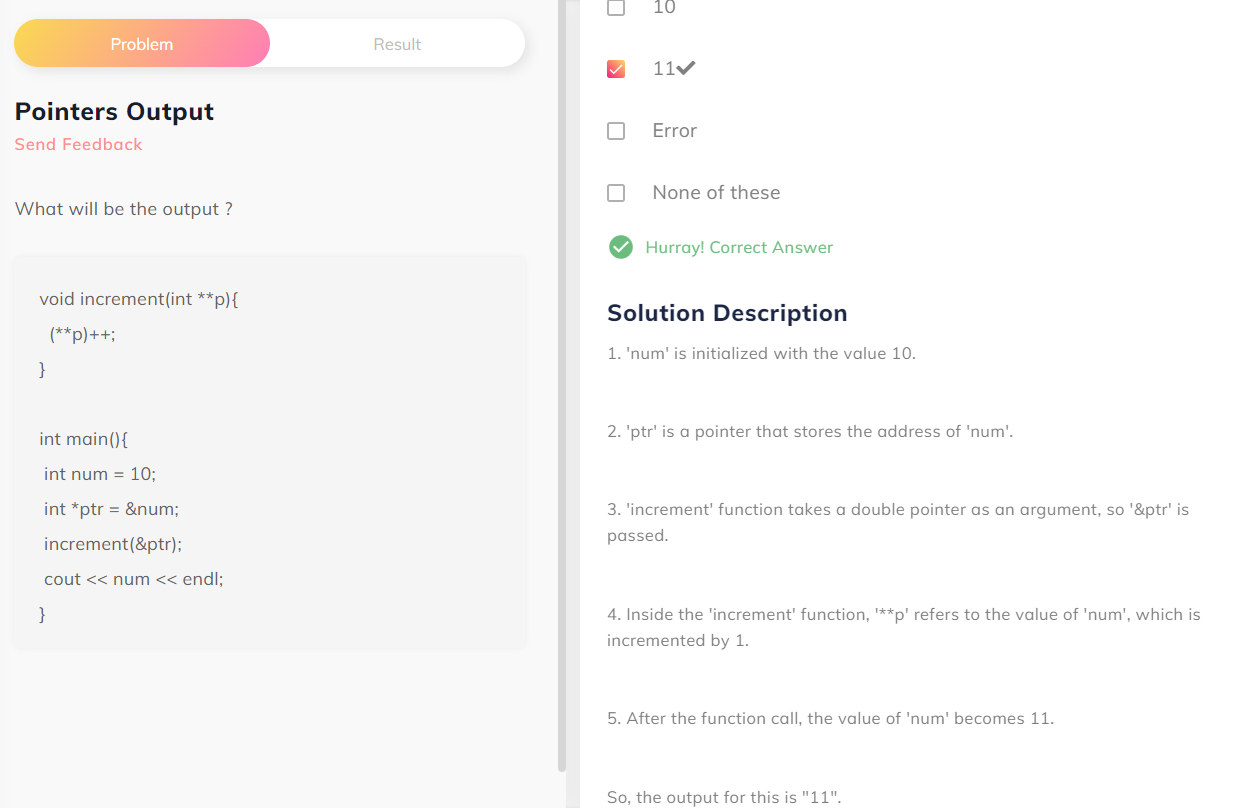 Problem
Result
Pointers Output
Send Feedback
What will be the output ?
void increment(int **p){
(**p)++;
}
int main(){
int num = 10;
int *ptr = &num;
increment(&ptr);
cout << num << endl;
}
10
11
Error
None of these
Hurray! Correct Answer
Solution Description
1. 'num' is initialized with the value 10.
2. 'ptr' is a pointer that stores the address of 'num'.
3. 'increment' function takes a double pointer as an argument, so '&ptr' is
passed.
4. Inside the 'increment' function, '**p' refers to the value of 'num', which is
incremented by 1.
5. After the function call, the value of 'num' becomes 11.
So, the output for this is "11".